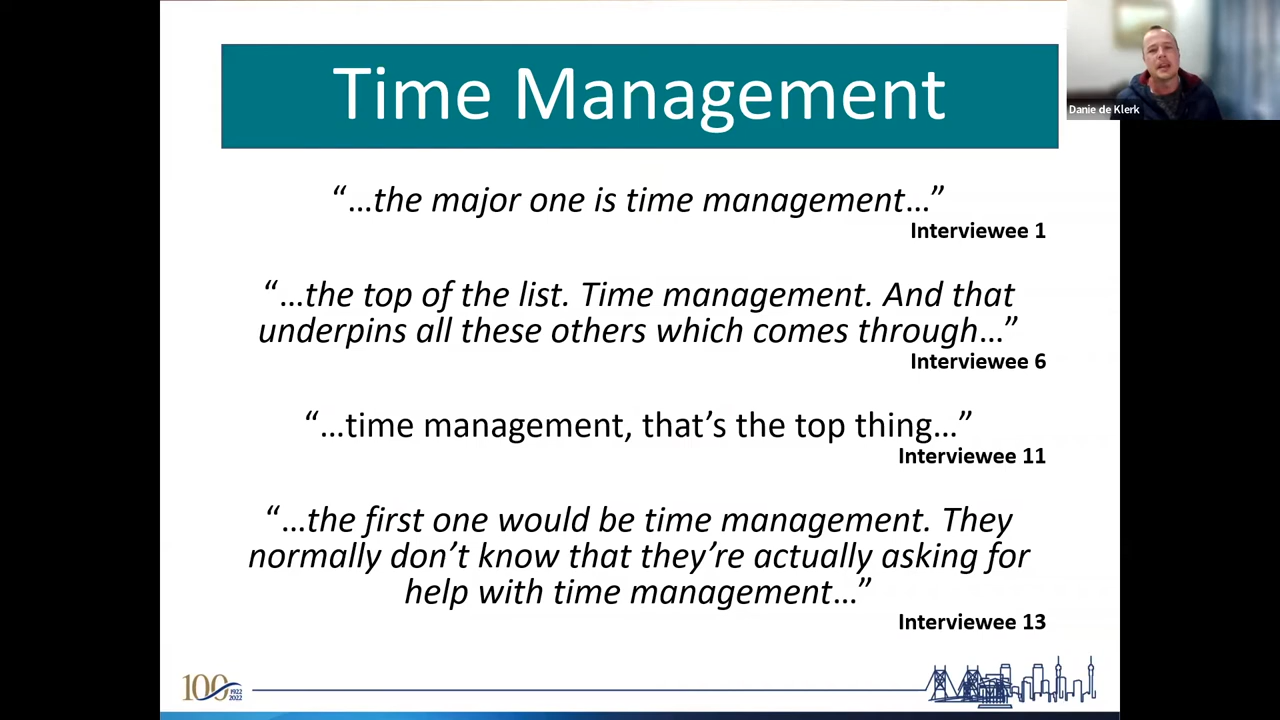 Time Management
Danie de Klerk
“…the major one is time management…”
Interviewee 1
“…the top of the list. Time management. And that
underpins all these others which comes through…”
Interviewee 6
“…time management, that’s the top thing…”
Interviewee 11
“…the first one would be time management. They
normally don’t know that they’re actually asking for
help with time management…”
Interviewee 13
100 1922
2022